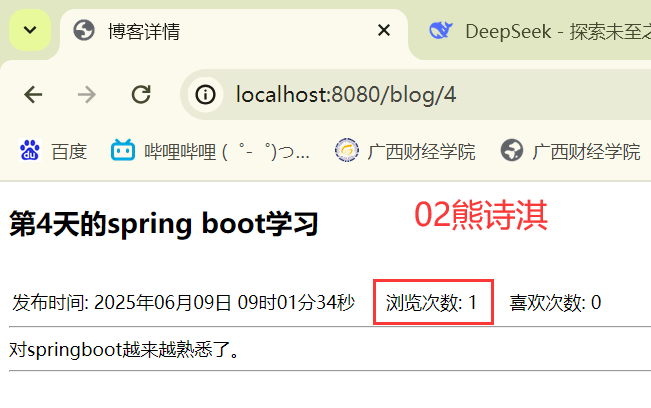 博客详情
DeepSeek - 探索未至之
localhost:8080/blog/4
百度 哔哩哔哩 ( ゜- ゜)つ... 广西财经学院 广西财经学院
第4天的spring boot学习
02熊诗淇
发布时间: 2025年06月09日 09时01分34秒 浏览次数: 1 喜欢次数: 0
对springboot越来越熟悉了。